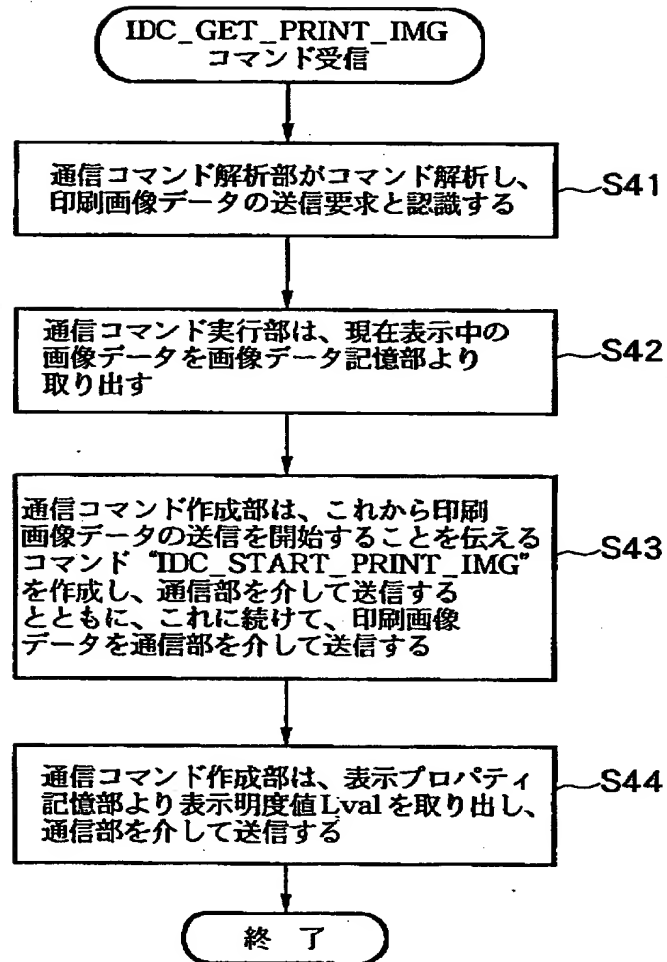 IDC_GET_PRINT_IMG
コマンド受信
通信コマンド解析部がコマンド解析し、
印刷画像データの送信要求と認識する
S41
通信コマンド実行部は、現在表示中の
画像データを画像データ記憶部より
取り出す
S42
通信コマンド作成部は、これから印刷
画像データの送信を開始することを伝える
コマンド “IDC_START_PRINT_IMG”
を作成し、通信部を介して送信する
とともに、これに続けて、印刷画像
データを通信部を介して送信する
S43
通信コマンド作成部は、表示プロパティ
記憶部より表示明度値Lvalを取り出し、
通信部を介して送信する
S44
終 了